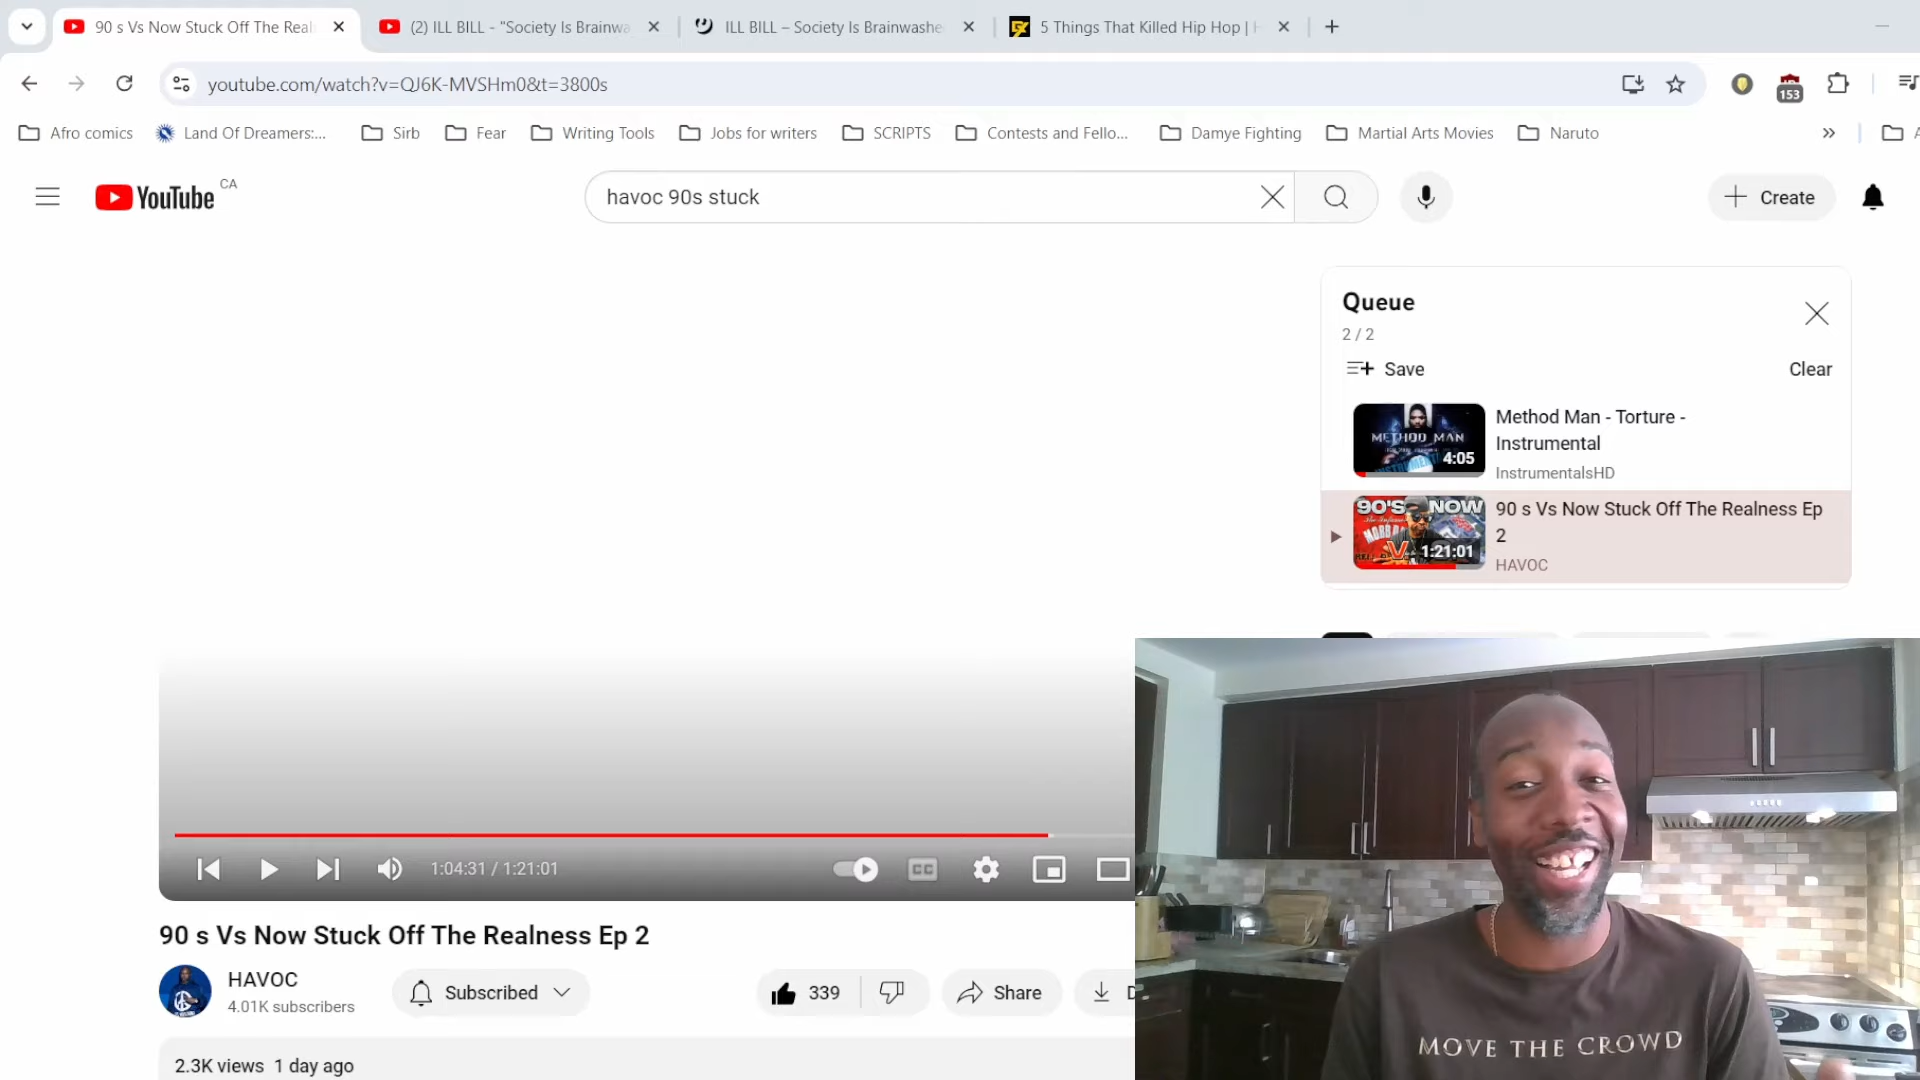 90 s Vs Now Stuck Off The Real
(2) ILL BILL - "Society Is Brainwa
ILL BILL – Society Is Brainwashe
5 Things That Killed Hip Hop | H
youtube.com/watch?v=QJ6K-MVSHm0&t=3800s
153
Afro comics
Land Of Dreamers:...
Sirb
Fear
Writing Tools
Jobs for writers
SCRIPTS
Contests and Fello...
Damye Fighting
Martial Arts Movies
Naruto
YouTube CA
havoc 90s stuck
Create
Queue
2 / 2
Save
Clear
METHOD MAN
4:05
Method Man - Torture -
Instrumental
InstrumentalsHD
90'S NOW
1:21:01
90 s Vs Now Stuck Off The Realness Ep
2
HAVOC
1:04:31 / 1:21:01
CC
90 s Vs Now Stuck Off The Realness Ep 2
HAVOC
4.01K subscribers
Subscribed
339
Share
D
2.3K views 1 day ago
MOVE THE CROWD